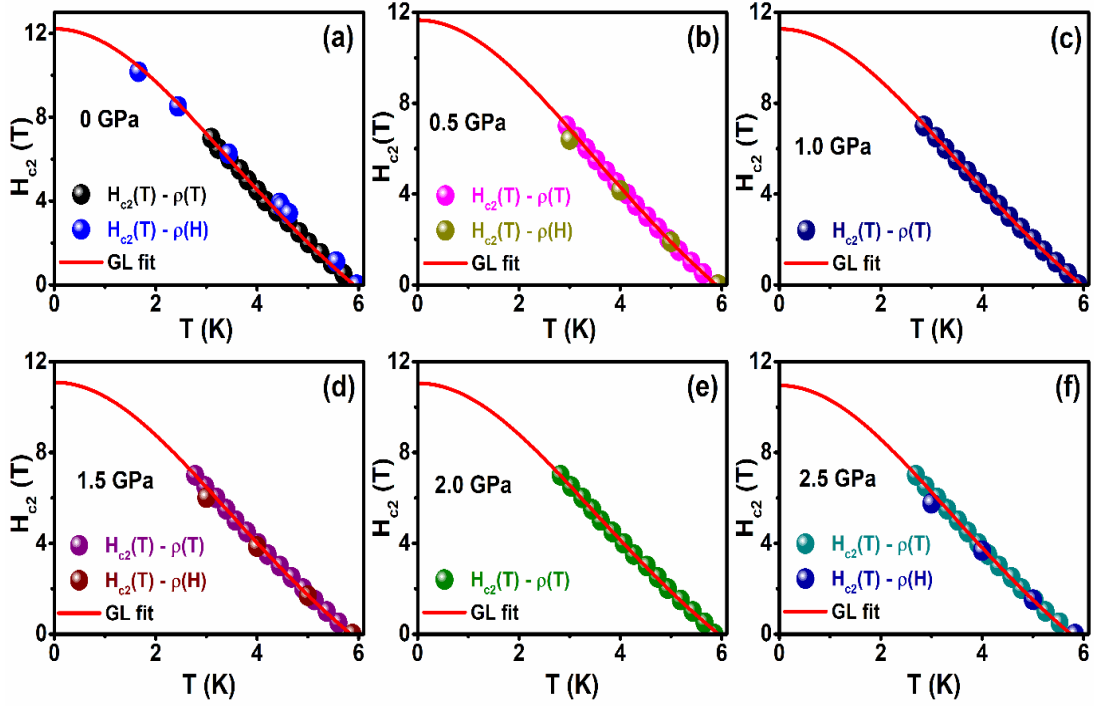 (a)
12
8
4
0
H_c2 (T)
0 GPa
H_c2(T) - ρ(T)
H_c2(T) - ρ(H)
GL fit
0 2 4 6
T (K)
(b)
12
8
4
0
H_c2 (T)
0.5 GPa
H_c2(T) - ρ(T)
H_c2(T) - ρ(H)
GL fit
0 2 4 6
T (K)
(c)
12
8
4
0
H_c2 (T)
1.0 GPa
H_c2(T) - ρ(T)
GL fit
0 2 4 6
T (K)
(d)
12
8
4
0
H_c2 (T)
1.5 GPa
H_c2(T) - ρ(T)
H_c2(T) - ρ(H)
GL fit
0 2 4 6
T (K)
(e)
12
8
4
0
H_c2 (T)
2.0 GPa
H_c2(T) - ρ(T)
GL fit
0 2 4 6
T (K)
(f)
12
8
4
0
H_c2 (T)
2.5 GPa
H_c2(T) - ρ(T)
H_c2(T) - ρ(H)
GL fit
0 2 4 6
T (K)